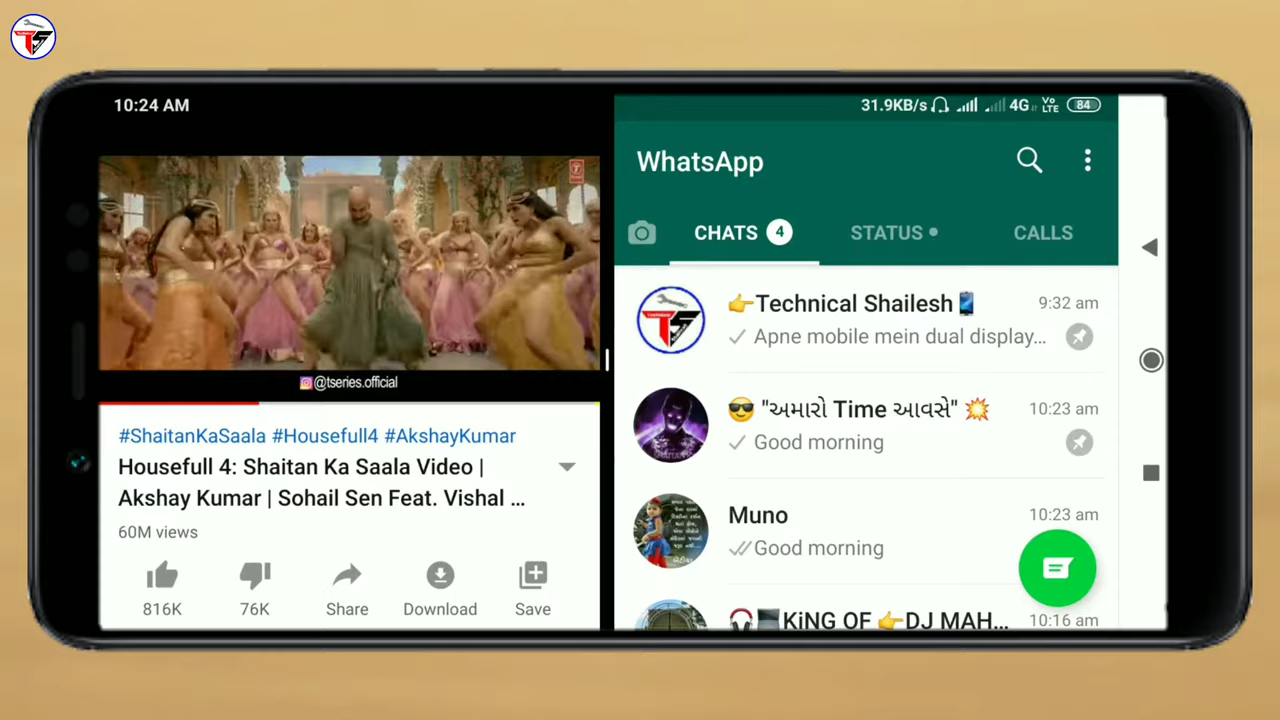 10:24 AM
@tseries.official
#ShaitanKaSaala #Housefull4 #AkshayKumar
Housefull 4: Shaitan Ka Saala Video |
Akshay Kumar | Sohail Sen Feat. Vishal ...
60M views
816K
76K
Share
Download
Save
31.9KB/s 4G Vo LTE 84
WhatsApp
CHATS 4
STATUS
CALLS
👉Technical Shailesh📱 9:32 am
Apne mobile mein dual display...
😎 "અમારો Time આવસે" 💥 10:23 am
Good morning
Muno 10:23 am
Good morning
🎧💻KiNG OF 👉DJ MAH... 10:16 am